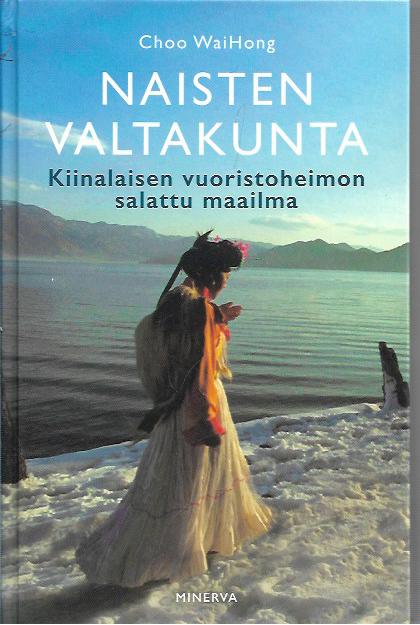 Choo WaiHong
NAISTEN
VALTAKUNTA
Kiinalaisen vuoristoheimon
salattu maailma
MINERVA